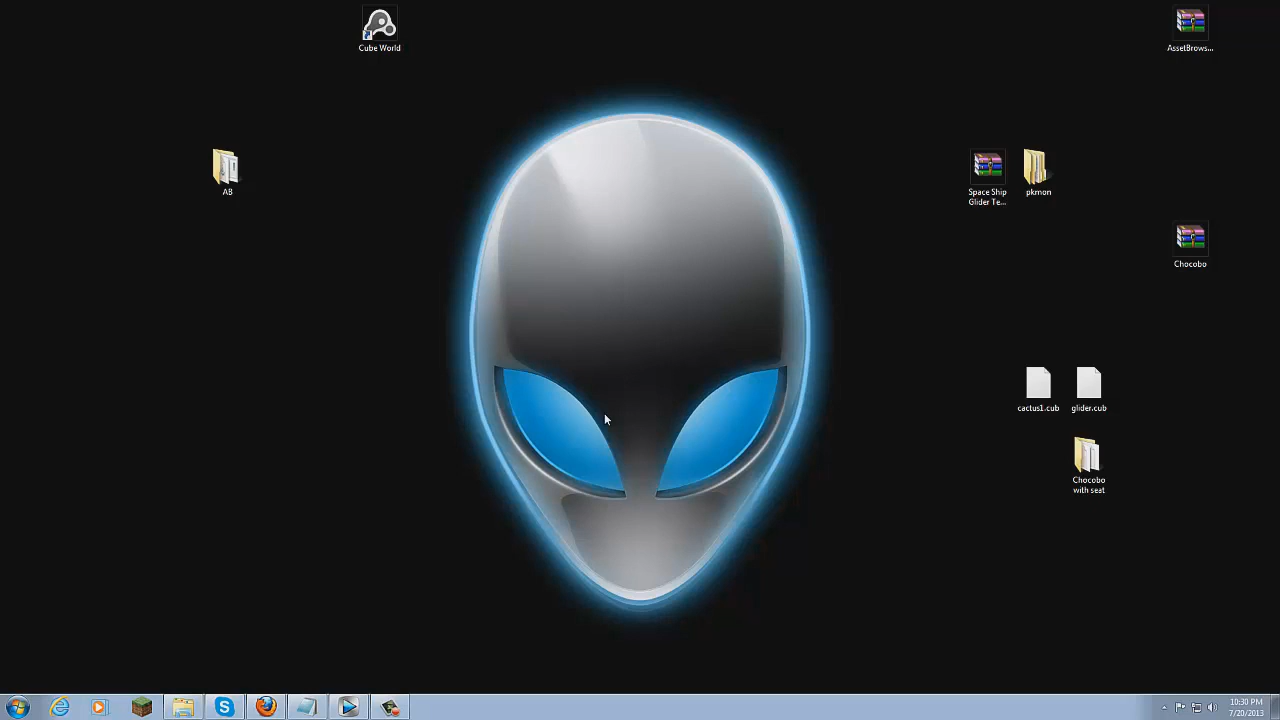 Cube World
AssetBrows...
AB
Space Ship
Glider Te...
pkmon
Chocobo
cactus1.cub
glider.cub
Chocobo
with seat
10:30 PM
7/20/2013